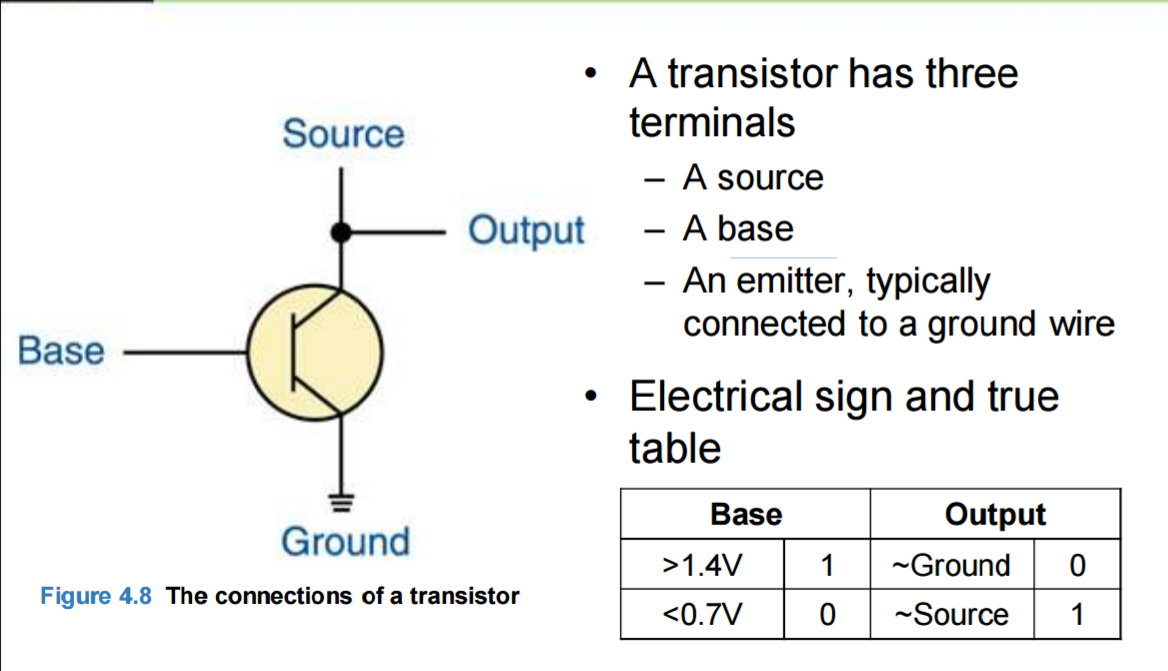 Source
Output
Base
Ground
Figure 4.8 The connections of a transistor
• A transistor has three
terminals
– A source
– A base
– An emitter, typically
connected to a ground wire
• Electrical sign and true
table
Base Output
>1.4V 1 ~Ground 0
<0.7V 0 ~Source 1